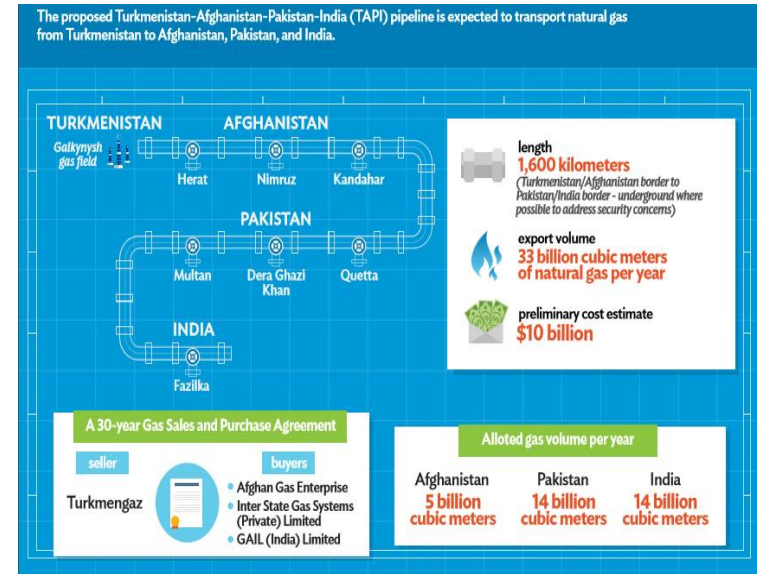 The proposed Turkmenistan-Afghanistan-Pakistan-India (TAPI) pipeline is expected to transport natural gas
from Turkmenistan to Afghanistan, Pakistan, and India.
TURKMENISTAN
Galkynysh
gas field
AFGHANISTAN
Herat
Nimruz
Kandahar
PAKISTAN
Multan
Dera Ghazi
Khan
Quetta
INDIA
Fazilka
length
1,600 kilometers
(Turkmenistan/Afghanistan border to
Pakistan/India border - underground where
possible to address security concerns)
export volume
33 billion cubic meters
of natural gas per year
preliminary cost estimate
$10 billion
A 30-year Gas Sales and Purchase Agreement
seller
Turkmengaz
buyers
• Afghan Gas Enterprise
• Inter State Gas Systems
(Private) Limited
• GAIL (India) Limited
Alloted gas volume per year
Afghanistan
5 billion
cubic meters
Pakistan
14 billion
cubic meters
India
14 billion
cubic meters